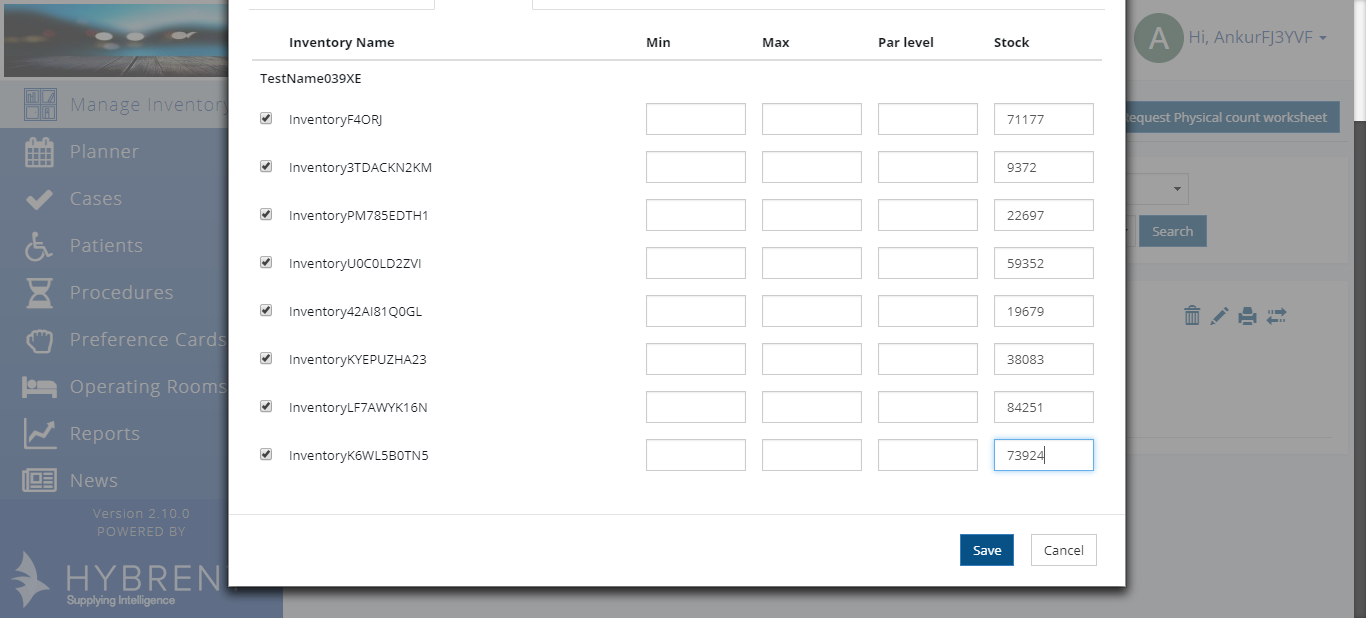 Manage Inventory
Planner
Cases
Patients
Procedures
Preference Cards
Operating Rooms
Reports
News
Version 2.10.0
POWERED BY
HYBREN
Supplying Intelligence
Inventory Name Min Max Par level Stock
TestName039XE
InventoryF4ORJ 71177
Inventory3TDACKN2KM 9372
InventoryPM785EDTH1 22697
InventoryU0C0LD2ZVI 59352
Inventory42AI81Q0GL 19679
InventoryKYEPUZHA23 38083
InventoryLF7AWYK16N 84251
InventoryK6WL5B0TN5 73924
Save Cancel
A Hi, AnkurFJ3YVF
equest Physical count worksheet
Search